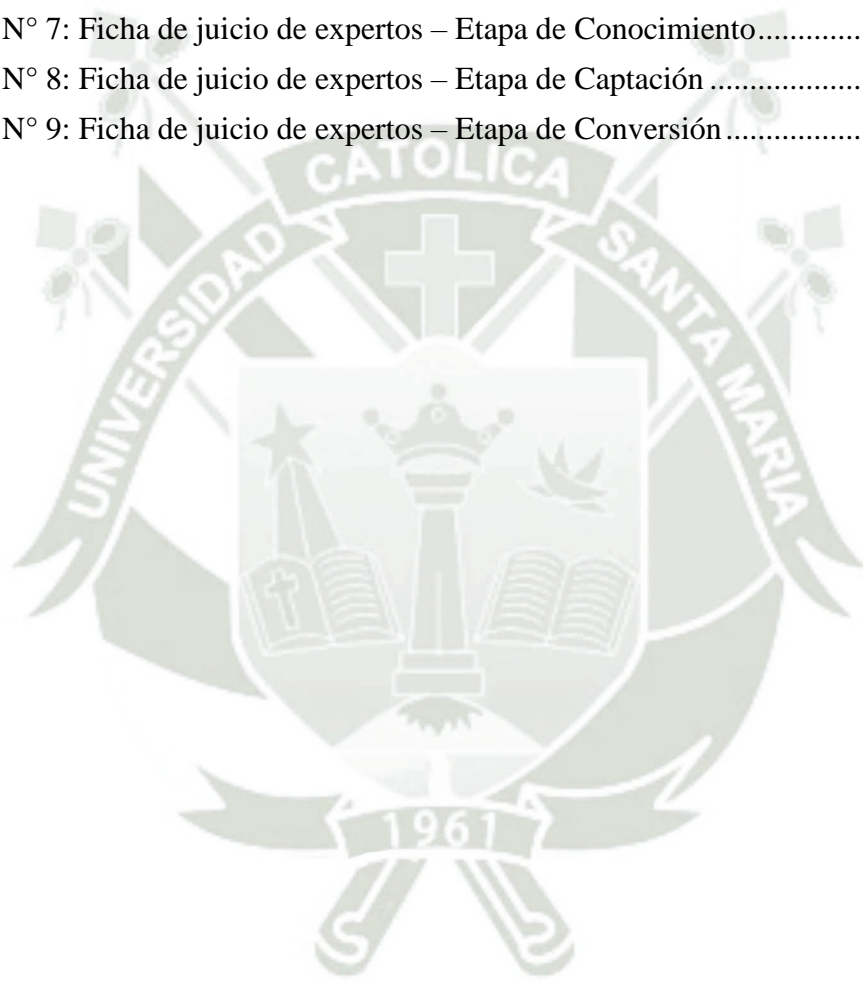 N° 7: Ficha de juicio de expertos – Etapa de Conocimiento.............
N° 8: Ficha de juicio de expertos – Etapa de Captación ..................
N° 9: Ficha de juicio de expertos – Etapa de Conversión.................
UNIVERSIDAD CATOLICA SANTA MARIA
1961